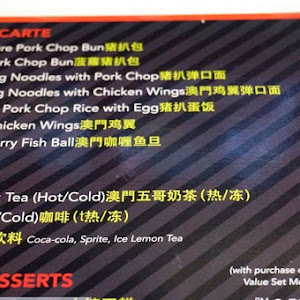 CARTE
re Pork Chop Bun猪扒包
rk Chop Bun菠蘿猪扒包
g Noodles with Pork Chop猪扒弹口面
g Noodles with Chicken Wings澳門鸡翼弹口面
Pork Chop Rice with Egg猪扒蛋饭
hicken Wings澳門鸡翼
rry Fish Ball澳門咖喱鱼旦
Tea (Hot/Cold)澳門五哥奶茶(热/冻)
/Cold)咖啡(t热/冻)
饮料 Coca-cola, Sprite, Ice Lemon Tea
SSERTS
(with purchase
Value Set M